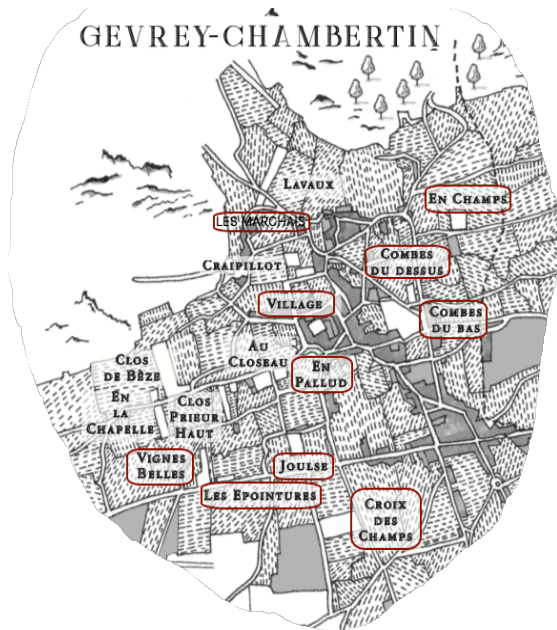 GEVREY-CHAMBERTIN
LAVAUX
EN CHAMPS
LES MARCHAIS
CRAIPILLOT
COMBES
DU DESSUS
VILLAGE
COMBES
DU BAS
AU
CLOSEAU
EN
PALLUD
CLOS
DE BÈZE
EN
LA
CHAPELLE
CLOS
PRIEUR
HAUT
VIGNES
BELLES
JOULSE
LES EPOINTURES
CROIX
DES
CHAMPS